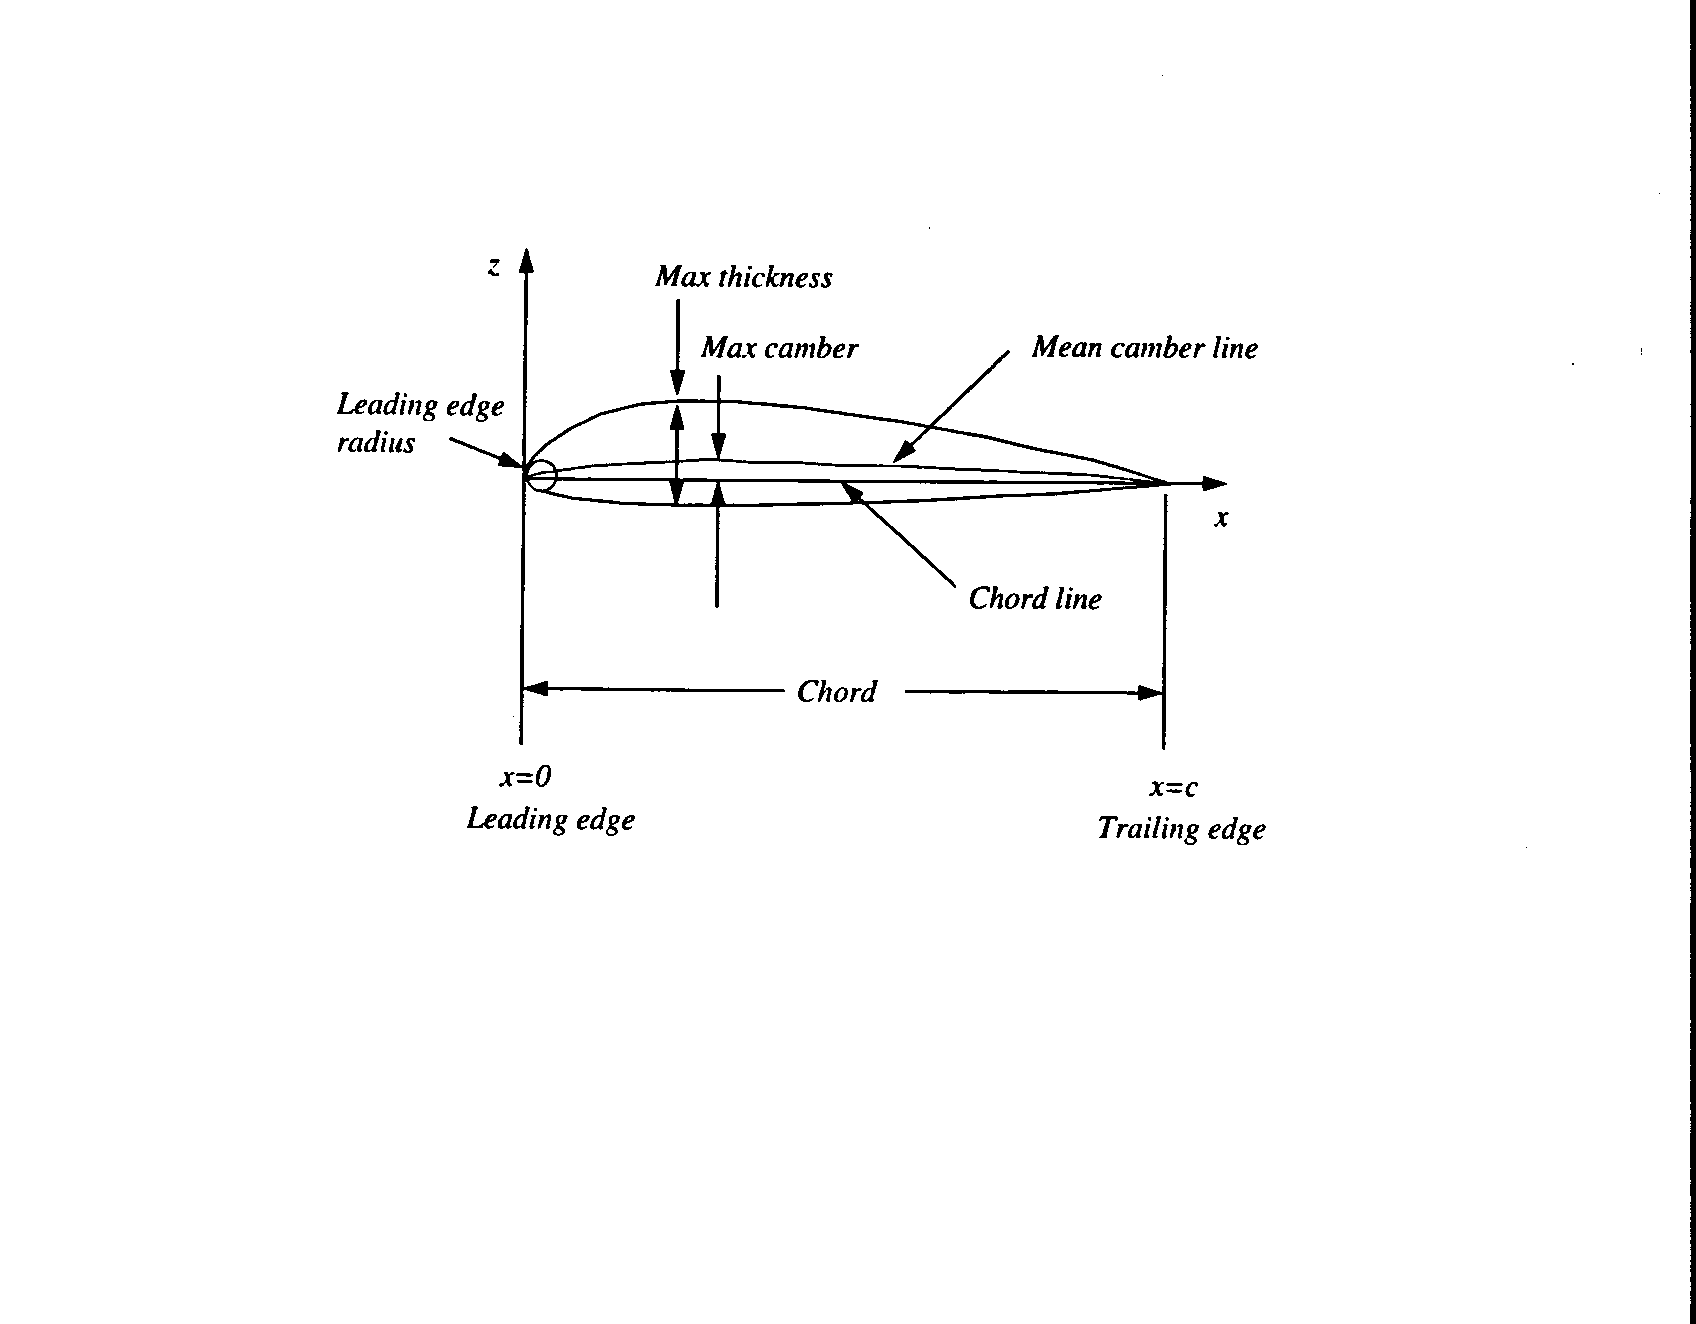 z
Max thickness
Max camber
Mean camber line
Leading edge
radius
x
Chord line
Chord
x=0
Leading edge
x=c
Trailing edge